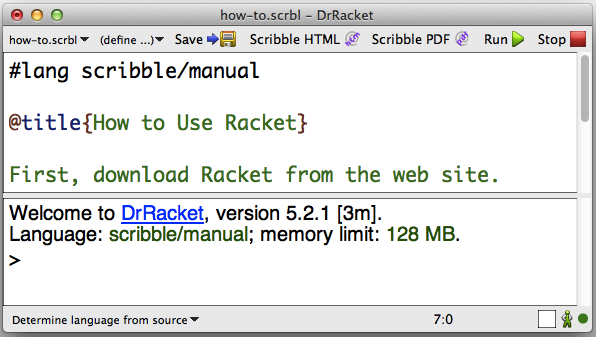 how-to.scrbl - DrRacket
how-to.scrbl (define ...) Save Scribble HTML Scribble PDF Run Stop
#lang scribble/manual
@title{How to Use Racket}
First, download Racket from the web site.
Welcome to DrRacket, version 5.2.1 [3m].
Language: scribble/manual; memory limit: 128 MB.
>
Determine language from source 7:0